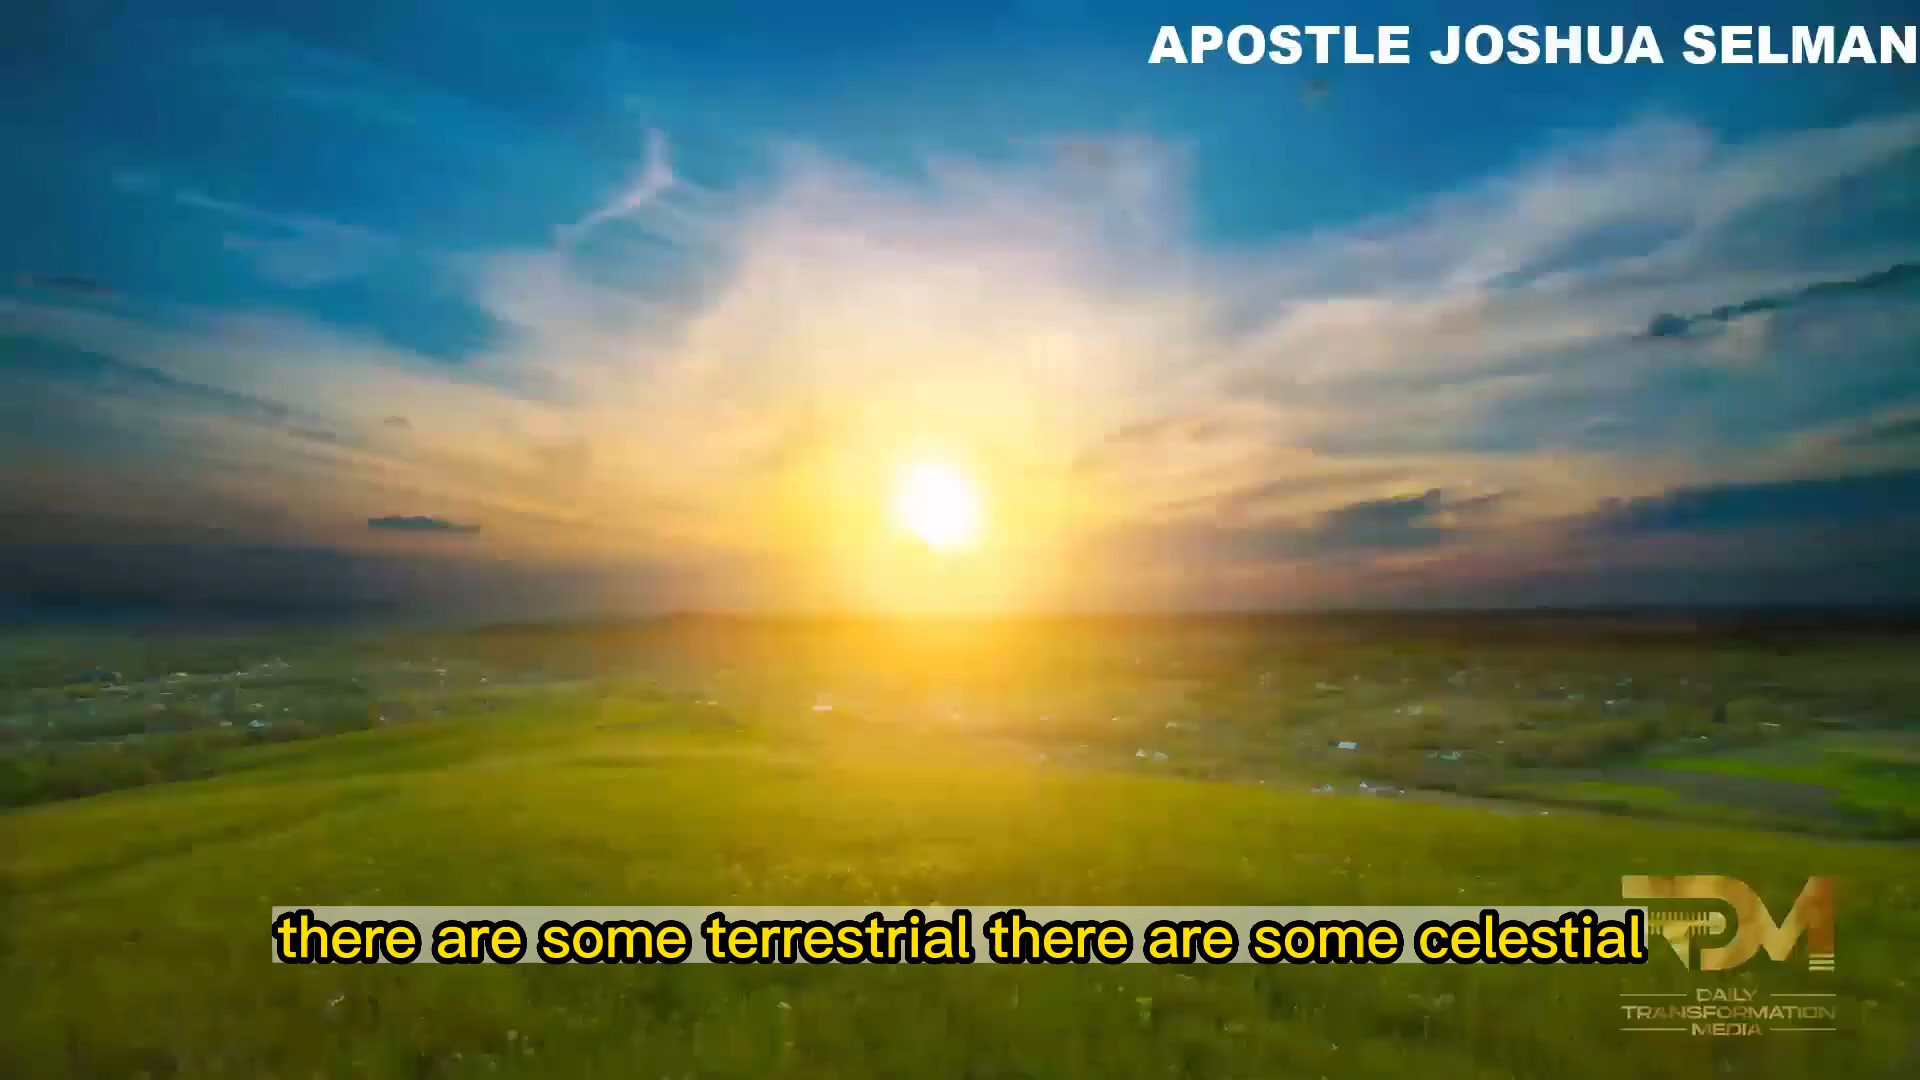 APOSTLE JOSHUA SELMAN
there are some terrestrial there are some celestial
DAILY
TRANSFORMATION
MEDIA